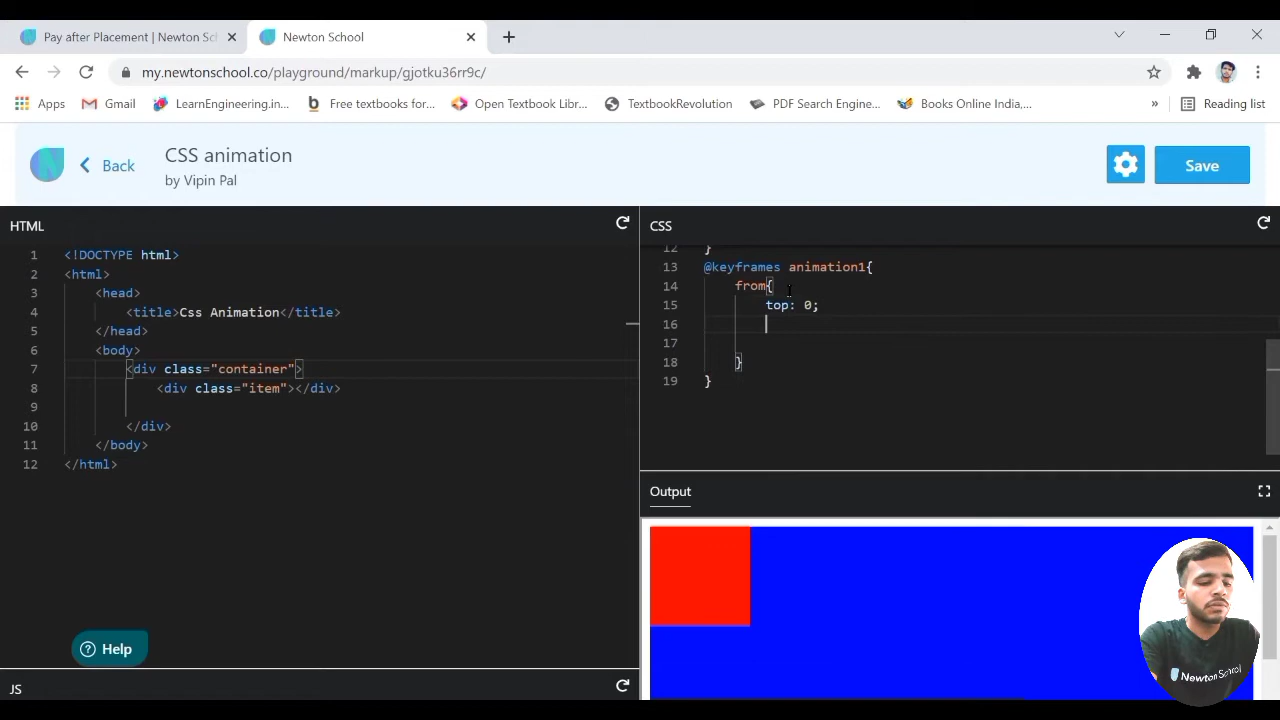 Pay after Placement | Newton Sc
Newton School
my.newtonschool.co/playground/markup/gjotku36rr9c/
Apps
Gmail
LearnEngineering.in...
Free textbooks for...
Open Textbook Libr...
TextbookRevolution
PDF Search Engine...
Books Online India,...
»
Reading list
Back
CSS animation
by Vipin Pal
Save
HTML
1 <!DOCTYPE html>
2 <html>
3 <head>
4 <title>Css Animation</title>
5 </head>
6 <body>
7 <div class="container">
8 <div class="item"></div>
9
10 </div>
11 </body>
12 </html>
Help
JS
CSS
12 }
13 @keyframes animation1{
14 from{
15 top: 0;
16
17
18 }
19 }
Output
Newton School